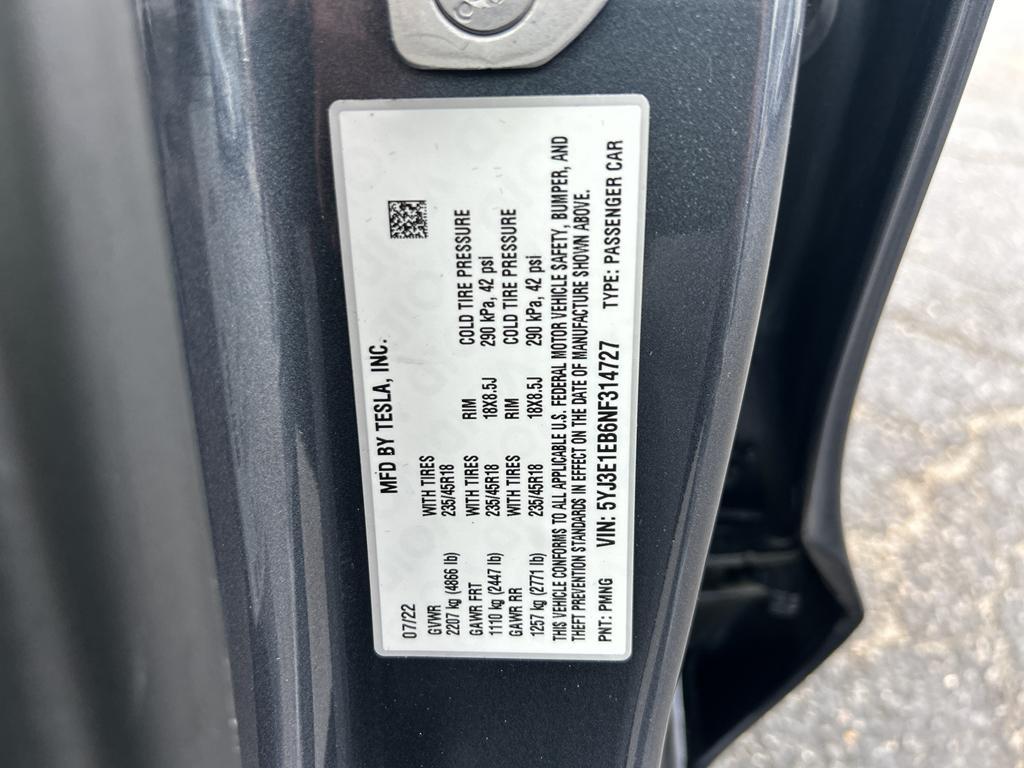 MFD BY TESLA, INC.
07/22
GVWR WITH TIRES RIM COLD TIRE PRESSURE
2207 kg (4866 lb) 235/45R18 18X8.5J 290 kPa, 42 psi
GAWR FRT WITH TIRES RIM COLD TIRE PRESSURE
1110 kg (2447 lb) 235/45R18 18X8.5J 290 kPa, 42 psi
GAWR RR WITH TIRES
1257 kg (2771 lb) 235/45R18
THIS VEHICLE CONFORMS TO ALL APPLICABLE U.S. FEDERAL MOTOR VEHICLE SAFETY, BUMPER, AND
THEFT PREVENTION STANDARDS IN EFFECT ON THE DATE OF MANUFACTURE SHOWN ABOVE.
PNT: PMNG VIN: 5YJ3E1EB6NF314727 TYPE: PASSENGER CAR